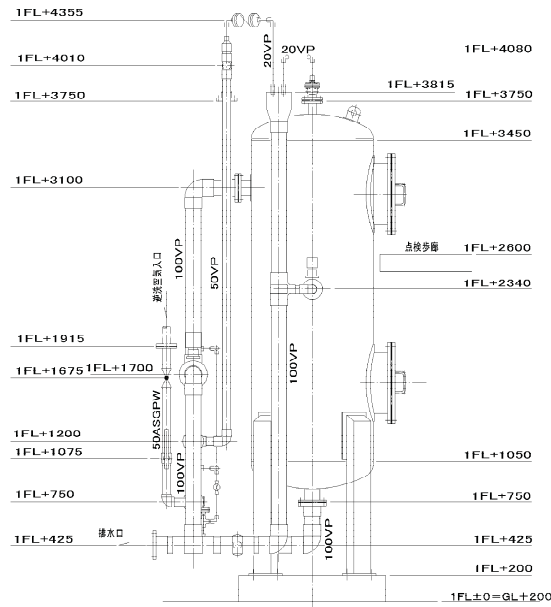 1FL+4355
1FL+4010
1FL+3750
1FL+3100
1FL+1915
1FL+1675
1FL+1700
1FL+1200
1FL+1075
1FL+750
1FL+425
排水口
逆洗空気入口
50ASGPW
100VP
100VP
50VP
20VP
20VP
100VP
100VP
1FL+4080
1FL+3815
1FL+3750
1FL+3450
点検歩廊
1FL+2600
1FL+2340
1FL+1050
1FL+750
1FL+425
1FL+200
1FL±0=GL+200